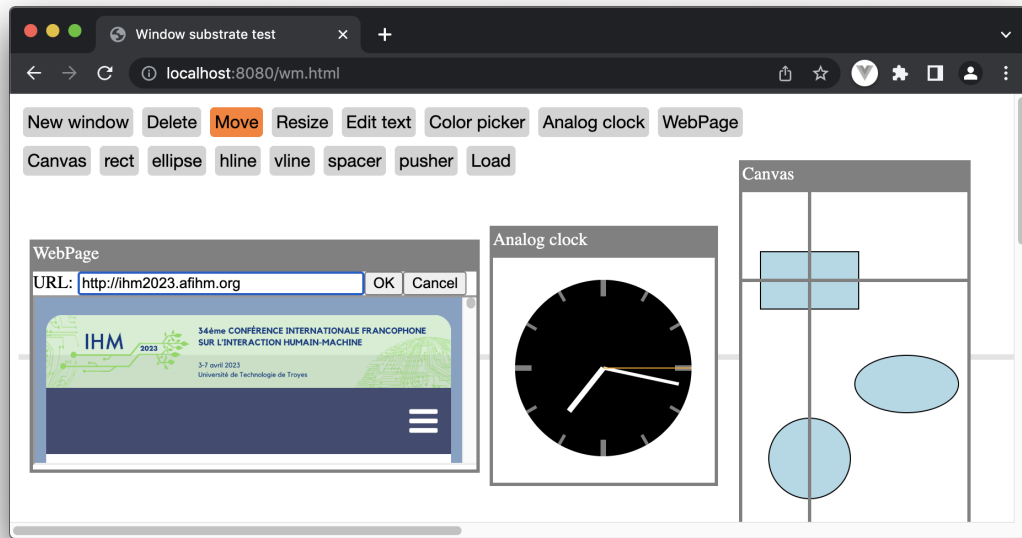 Window substrate test
localhost:8080/wm.html
New window Delete Move Resize Edit text Color picker Analog clock WebPage
Canvas rect ellipse hline vline spacer pusher Load
Canvas
Analog clock
WebPage
URL: http://ihm2023.afihm.org OK Cancel
IHM 2023
34ème CONFÉRENCE INTERNATIONALE FRANCOPHONE
SUR L'INTERACTION HUMAIN-MACHINE
3-7 avril 2023
Université de Technologie de Troyes